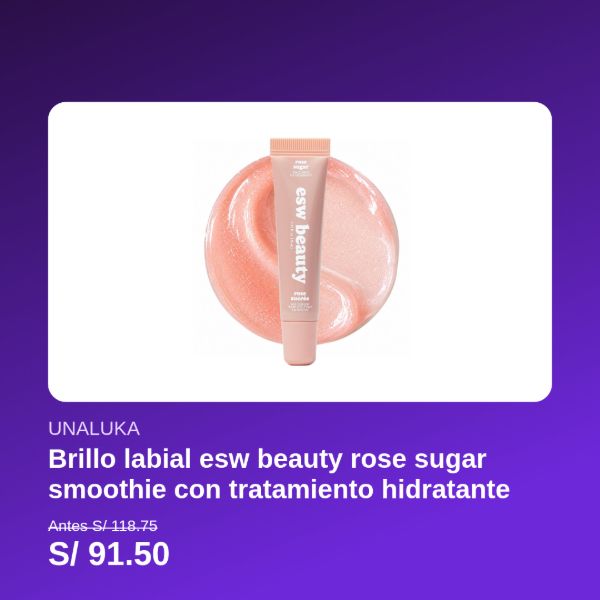 rose
sugar
esw beauty
rose
sucrée
UNALUKA
Brillo labial esw beauty rose sugar
smoothie con tratamiento hidratante
Antes S/ 118.75
S/ 91.50